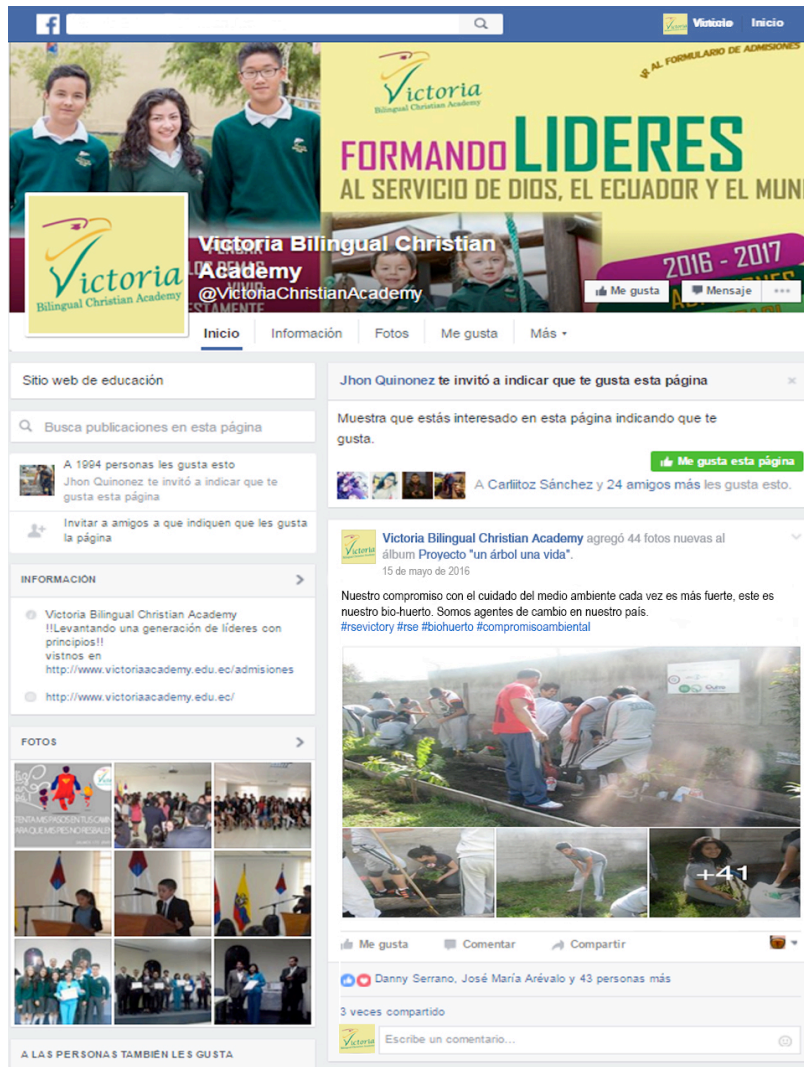 Victoria
Inicio
IR AL FORMULARIO DE ADMISIONES
Victoria
Bilingual Christian Academy
FORMANDO LIDERES
AL SERVICIO DE DIOS, EL ECUADOR Y EL MUN
2016 - 2017
Victoria
Bilingual Christian Academy
Victoria Bilingual Christian
Academy
@VictoriaChristianAcademy
Me gusta
Mensaje
Inicio
Información
Fotos
Me gusta
Más
Sitio web de educación
Busca publicaciones en esta página
A 1994 personas les gusta esto
Jhon Quinonez te invitó a indicar que te
gusta esta página
Invitar a amigos a que indiquen que les gusta
la página
INFORMACIÓN
Victoria Bilingual Christian Academy
!!Levantando una generación de líderes con
principios!!
vistnos en
http://www.victoriaacademy.edu.ec/admisiones
http://www.victoriaacademy.edu.ec/
FOTOS
A LAS PERSONAS TAMBIÉN LES GUSTA
Jhon Quinonez te invitó a indicar que te gusta esta página
Muestra que estás interesado en esta página indicando que te
gusta.
Me gusta esta página
A Carliitoz Sánchez y 24 amigos más les gusta esto.
Victoria Bilingual Christian Academy agregó 44 fotos nuevas al
álbum Proyecto "un árbol una vida".
15 de mayo de 2016
Nuestro compromiso con el cuidado del medio ambiente cada vez es más fuerte, este es
nuestro bio-huerto. Somos agentes de cambio en nuestro país.
#rsevictory #rse #biohuerto #compromisoambiental
+41
Me gusta
Comentar
Compartir
Danny Serrano, José María Arévalo y 43 personas más
3 veces compartido
Escribe un comentario...